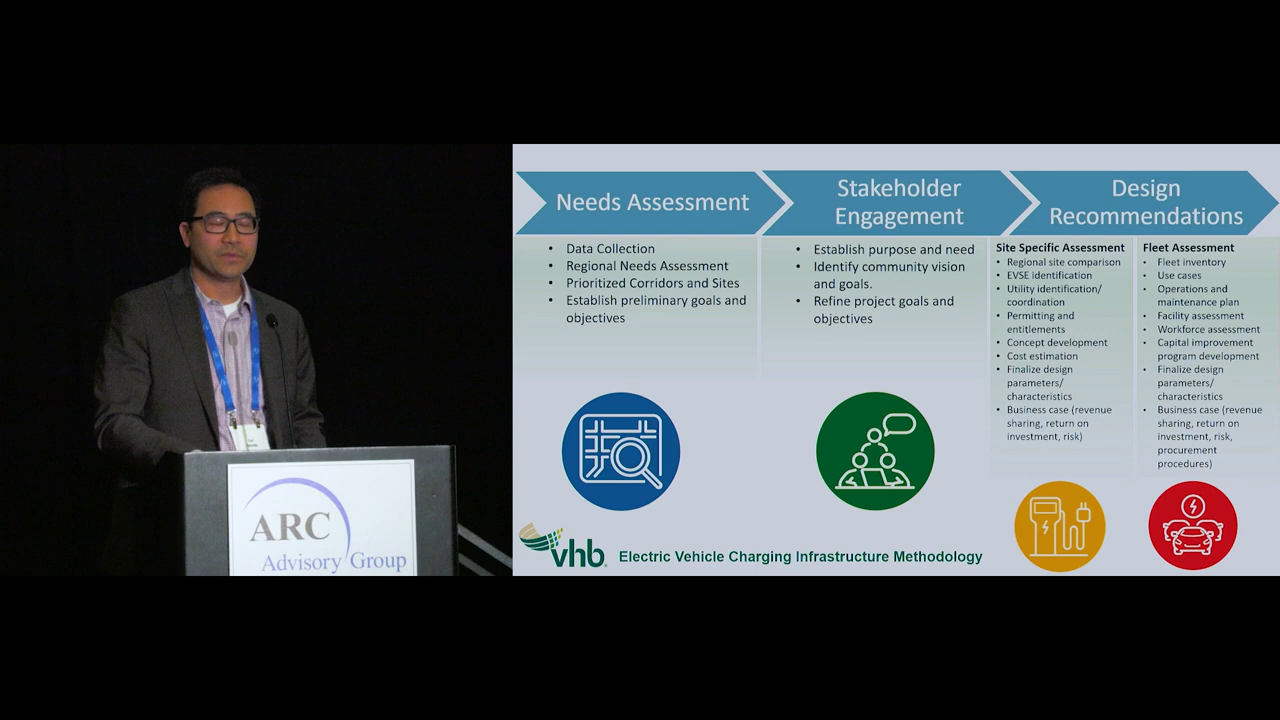 ARC
Advisory Group
Needs Assessment
Stakeholder
Engagement
Design
Recommendations
• Data Collection
• Regional Needs Assessment
• Prioritized Corridors and Sites
• Establish preliminary goals and
objectives
• Establish purpose and need
• Identify community vision
and goals.
• Refine project goals and
objectives
Site Specific Assessment
• Regional site comparison
• EVSE identification
• Utility identification/
coordination
• Permitting and
entitlements
• Concept development
• Cost estimation
• Finalize design
parameters/
characteristics
• Business case (revenue
sharing, return on
investment, risk)
Fleet Assessment
• Fleet inventory
• Use cases
• Operations and
maintenance plan
• Facility assessment
• Workforce assessment
• Capital improvement
program development
• Finalize design
parameters/
characteristics
• Business case (revenue
sharing, return on
investment, risk,
procurement
procedures)
vhb
Electric Vehicle Charging Infrastructure Methodology